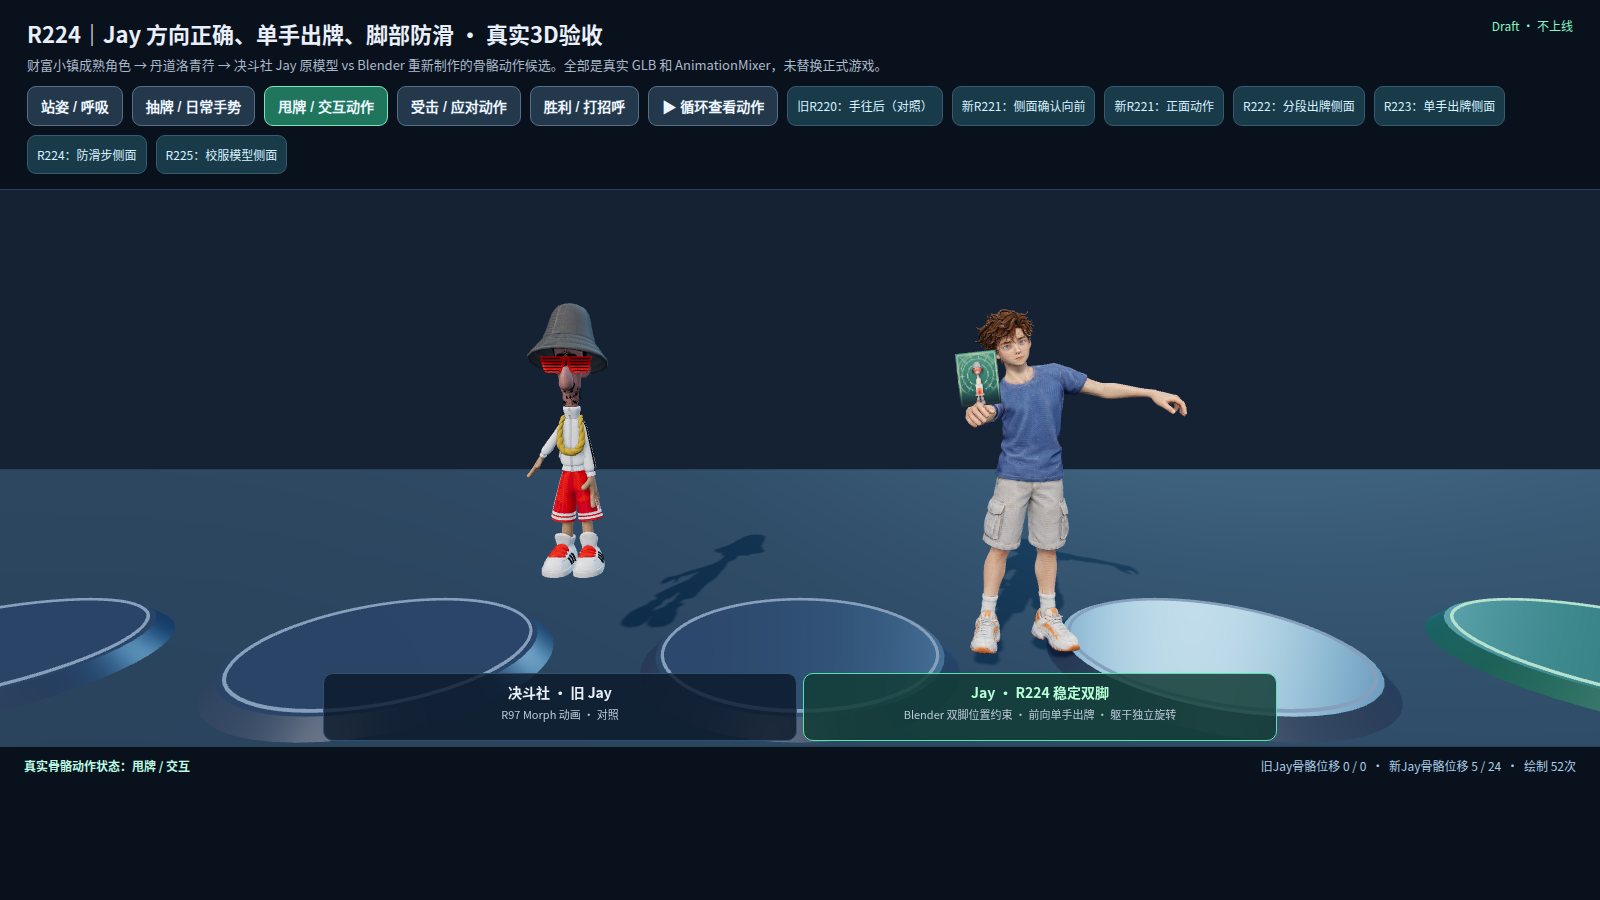 R224｜Jay 方向正确、单手出牌、脚部防滑 · 真实3D验收
Draft · 不上线
财富小镇成熟角色 → 丹道洛青荇 → 决斗社 Jay 原模型 vs Blender 重新制作的骨骼动作候选。全部是真实 GLB 和 AnimationMixer，未替换正式游戏。
站姿 / 呼吸
抽牌 / 日常手势
甩牌 / 交互动作
受击 / 应对动作
胜利 / 打招呼
▶ 循环查看动作
旧R220：手往后（对照）
新R221：侧面确认向前
新R221：正面动作
R222：分段出牌侧面
R223：单手出牌侧面
R224：防滑步侧面
R225：校服模型侧面
决斗社 · 旧 Jay
R97 Morph 动画 · 对照
Jay · R224 稳定双脚
Blender 双脚位置约束 · 前向单手出牌 · 躯干独立旋转
真实骨骼动作状态：甩牌 / 交互
旧Jay骨骼位移 0 / 0 · 新Jay骨骼位移 5 / 24 · 绘制 52次